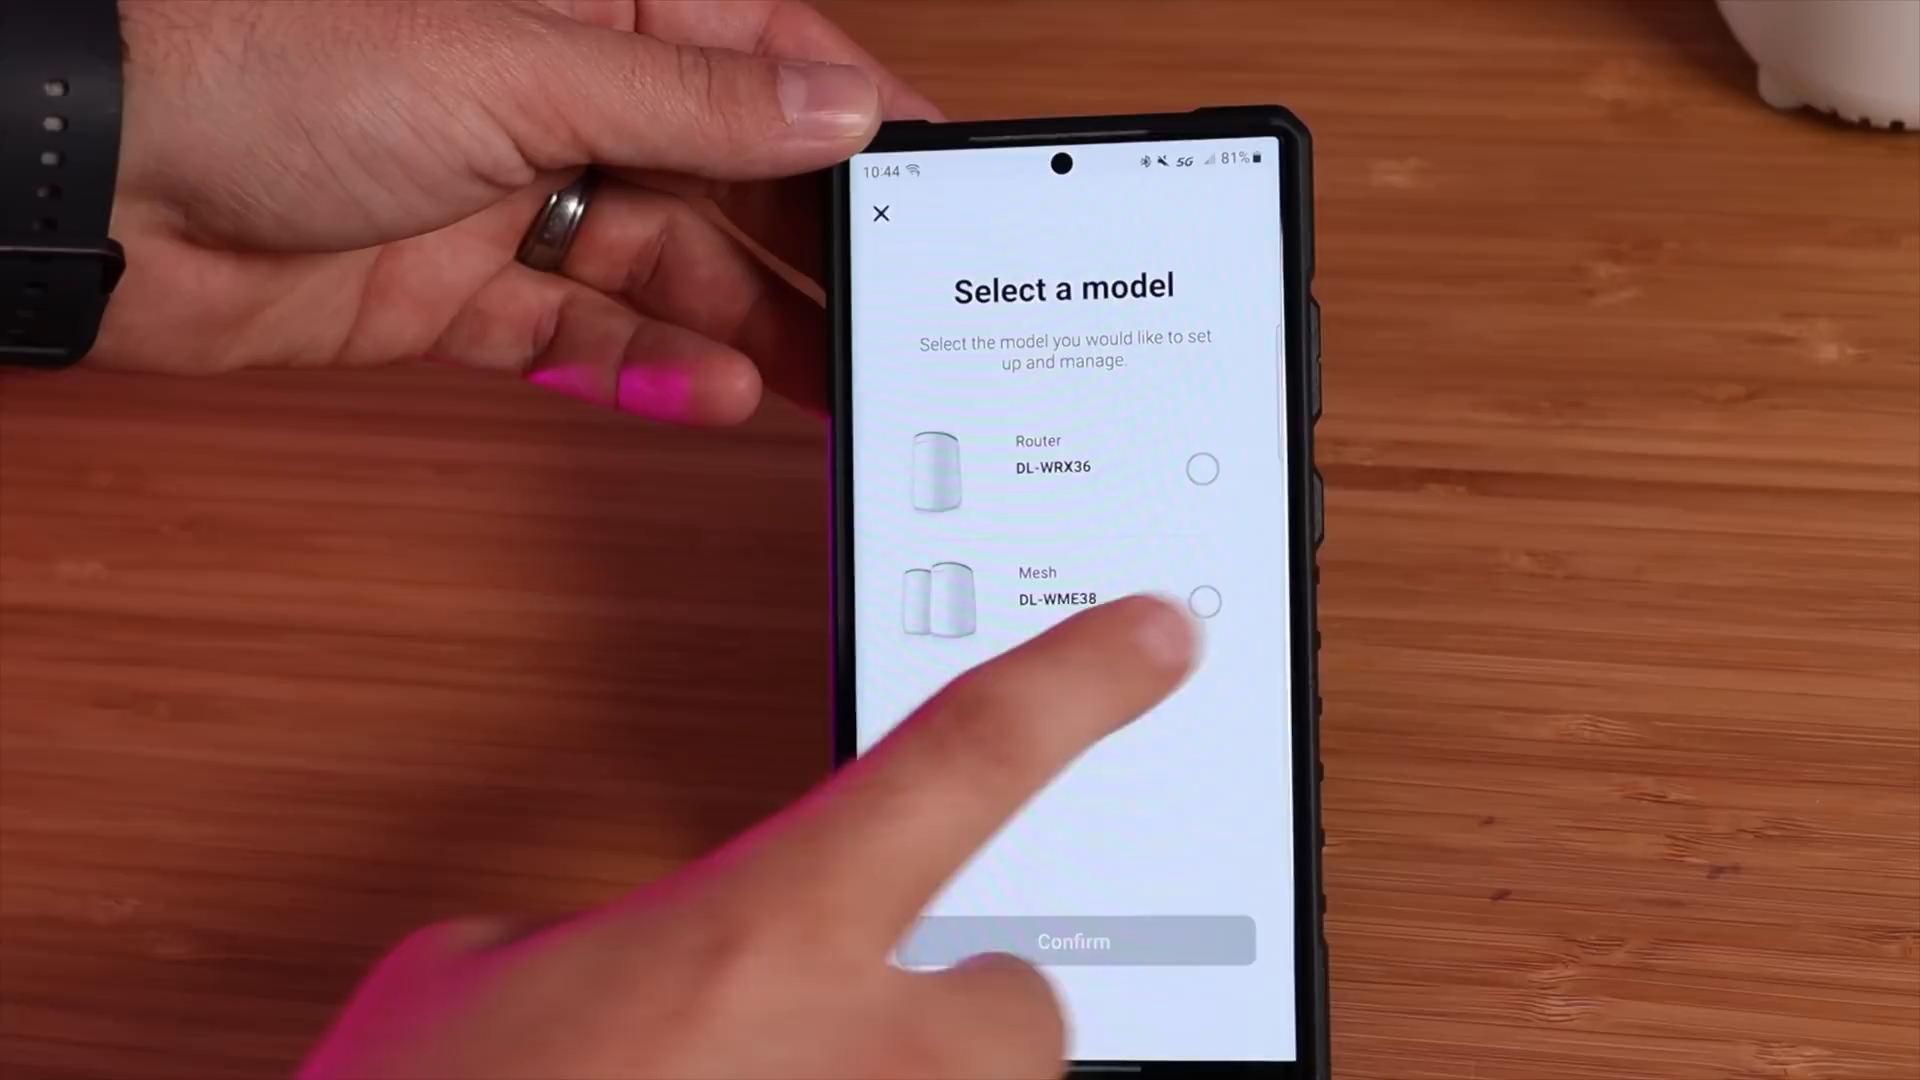 10:44 5G 81%
Select a model
Select the model you would like to set
up and manage.
Router
DL-WRX36
Mesh
DL-WME38
Confirm